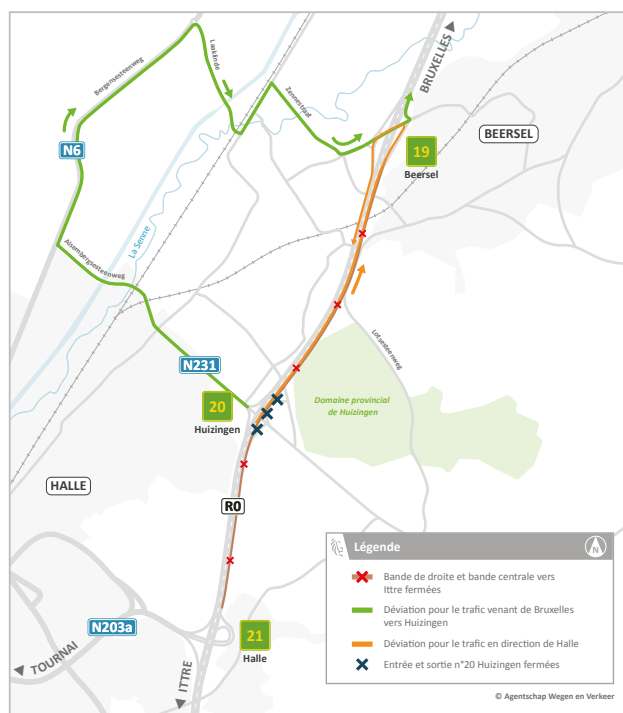 BRUXELLES
Bergensesteenweg
Laakline
Zennestraat
BEERSEL
N6
19
Beersel
La Senne
Alsembergsesteenweg
Lotsesteenweg
N231
20
Huizingen
Domaine provincial
de Huizingen
HALLE
R0
N203a
21
Halle
TOURNAI
ITTRE
Légende
N
Bande de droite et bande centrale vers
Ittre fermées
Déviation pour le trafic venant de Bruxelles
vers Huizingen
Déviation pour le trafic en direction de Halle
Entrée et sortie n°20 Huizingen fermées
© Agentschap Wegen en Verkeer